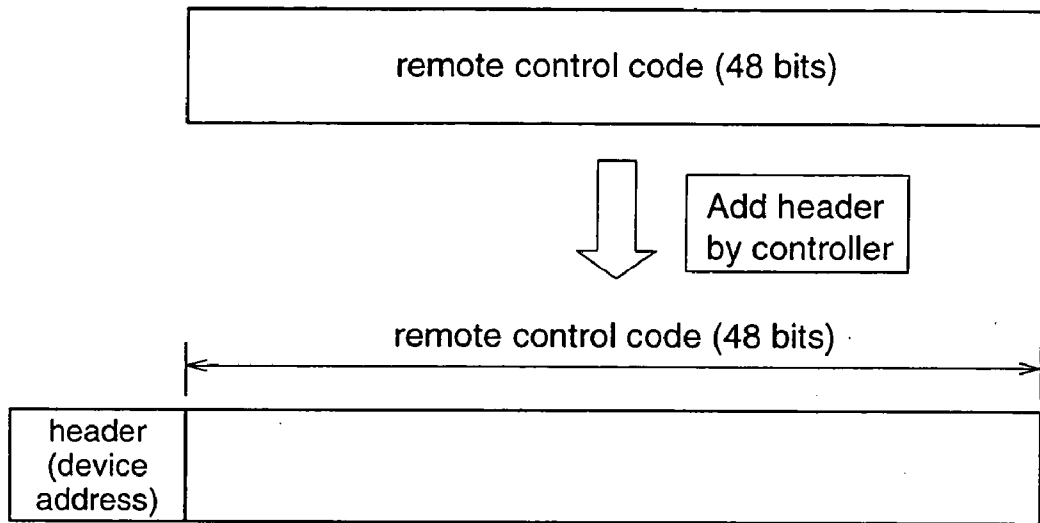 remote control code (48 bits)
Add header
by controller
remote control code (48 bits)
header
(device
address)